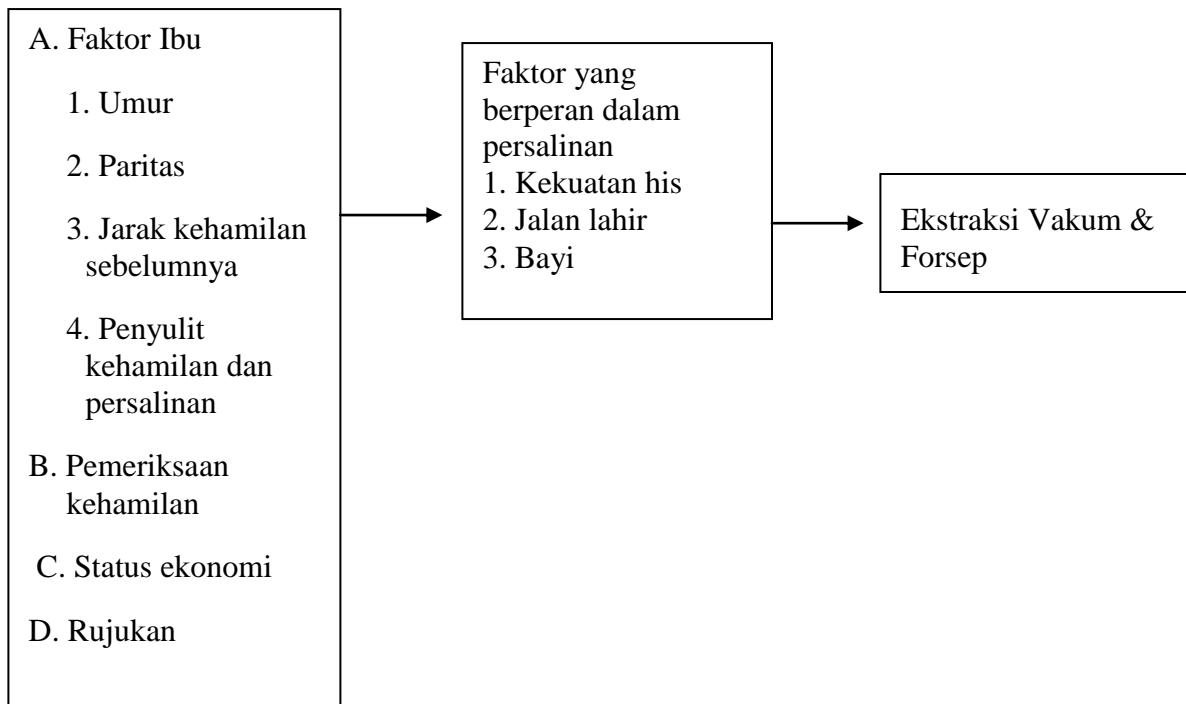 A. Faktor Ibu
1. Umur
2. Paritas
3. Jarak kehamilan
sebelumnya
4. Penyulit
kehamilan dan
persalinan
B. Pemeriksaan
kehamilan
C. Status ekonomi
D. Rujukan
Faktor yang
berperan dalam
persalinan
1. Kekuatan his
2. Jalan lahir
3. Bayi
Ekstraksi Vakum &
Forsep